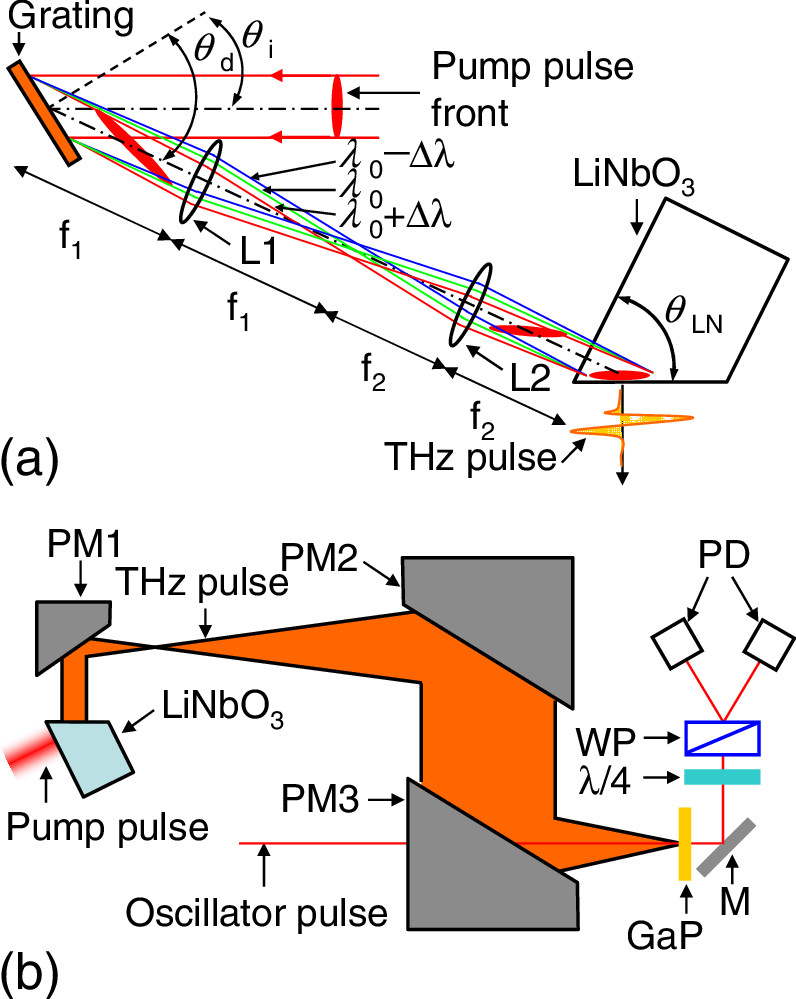 Grating
θd
θi
Pump pulse
front
λ0−Δλ
λ0
λ0+Δλ
LiNbO3
f1
L1
f1
θLN
f2
L2
f2
THz pulse
(a)
PM1
THz pulse
PM2
PD
LiNbO3
WP
λ/4
PM3
Pump pulse
Oscillator pulse
M
GaP
(b)